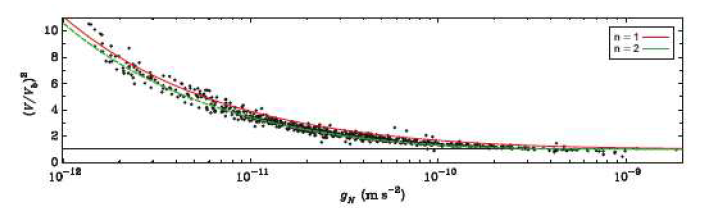 10
8
6
4
2
0
(V/V_b)²
n = 1
n = 2
10⁻¹² 10⁻¹¹ 10⁻¹⁰ 10⁻⁹
g_N (m s⁻²)